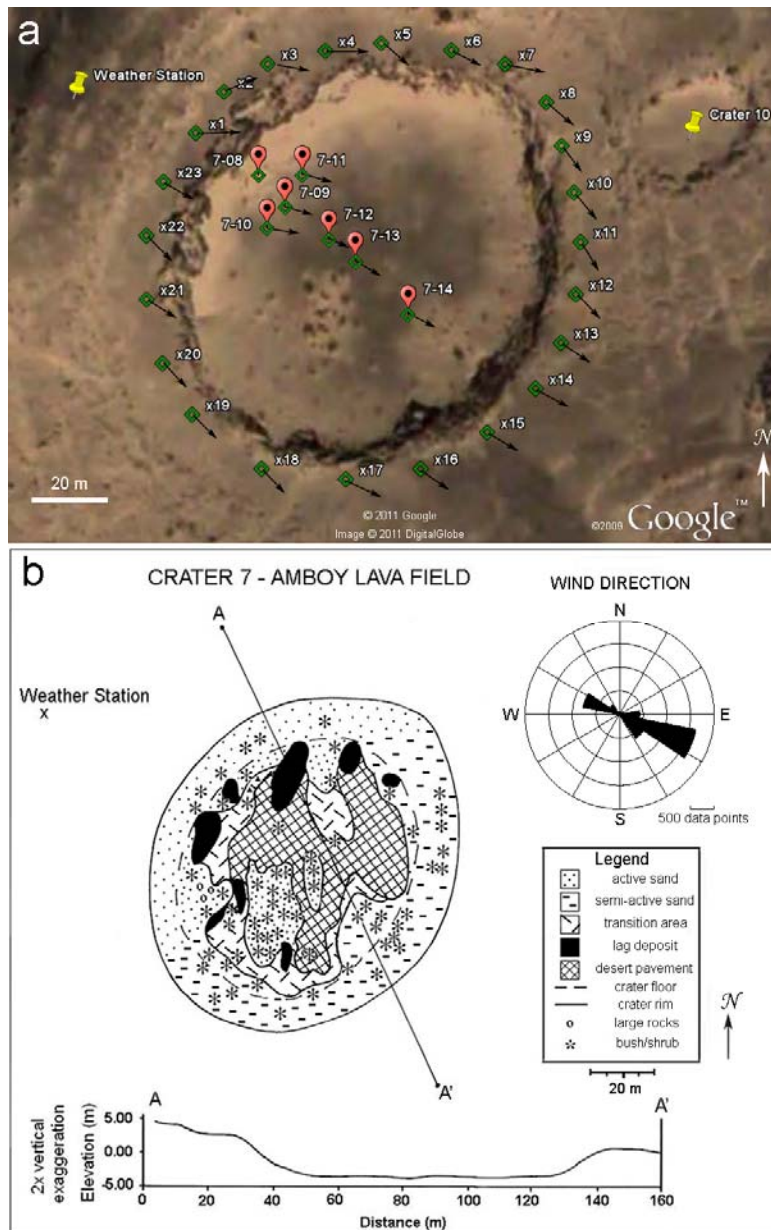 a
Weather Station
x1
x2
x3
x4
x5
x6
x7
x8
x9
x10
x11
x12
x13
x14
x15
x16
x17
x18
x19
x20
x21
x22
x23
Crater 10
7-08
7-11
7-09
7-10
7-12
7-13
7-14
20 m
N
© 2011 Google
Image © 2011 DigitalGlobe
©2009 Google™
b
CRATER 7 - AMBOY LAVA FIELD
A
Weather Station
x
A'
WIND DIRECTION
N
W
E
S
500 data points
Legend
active sand
semi-active sand
transition area
lag deposit
desert pavement
crater floor
crater rim
large rocks
bush/shrub
N
20 m
2x vertical
exaggeration
Elevation (m)
A
A'
5.00
0.00
-5.00
0
20
40
60
80
100
120
140
160
Distance (m)